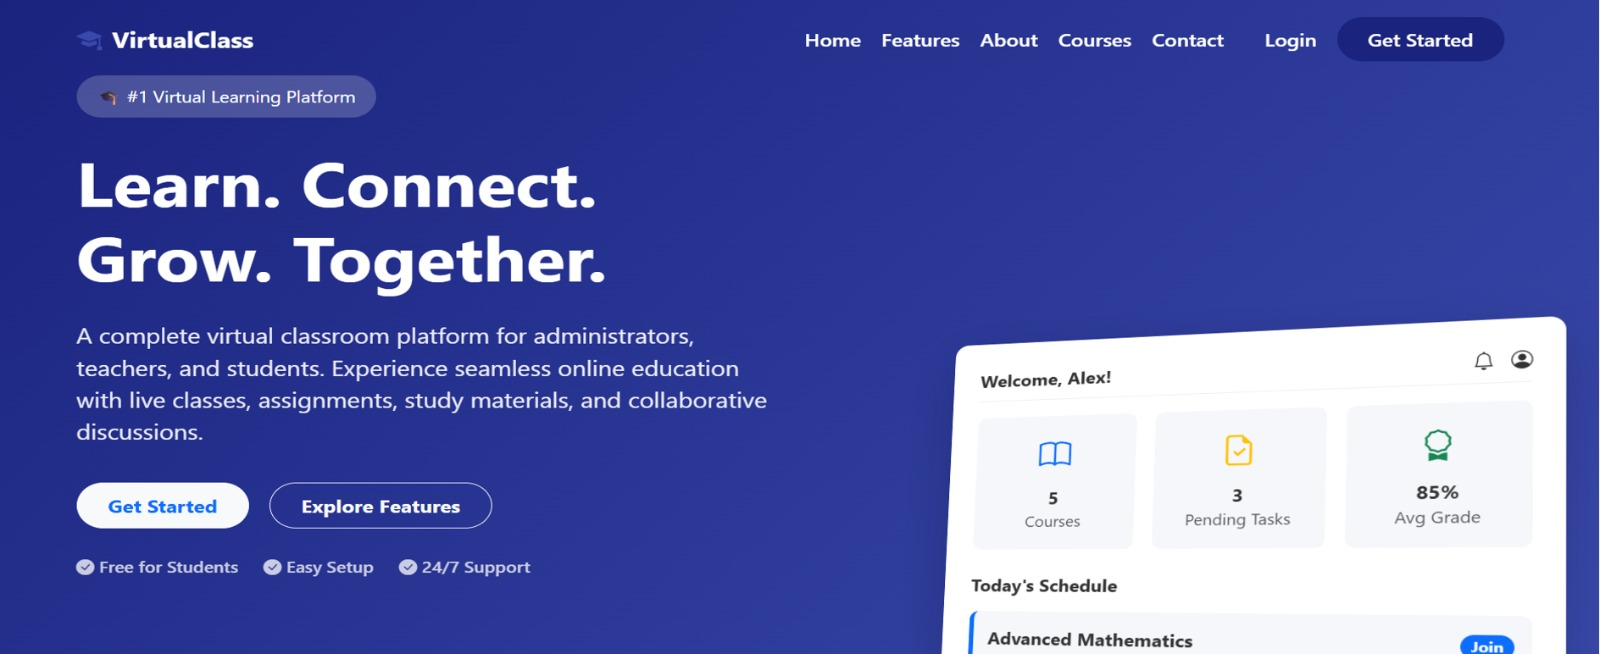 VirtualClass
Home Features About Courses Contact Login Get Started
#1 Virtual Learning Platform
Learn. Connect.
Grow. Together.
A complete virtual classroom platform for administrators,
teachers, and students. Experience seamless online education
with live classes, assignments, study materials, and collaborative
discussions.
Get Started Explore Features
Free for Students Easy Setup 24/7 Support
Welcome, Alex!
5
Courses
3
Pending Tasks
85%
Avg Grade
Today's Schedule
Advanced Mathematics
Join